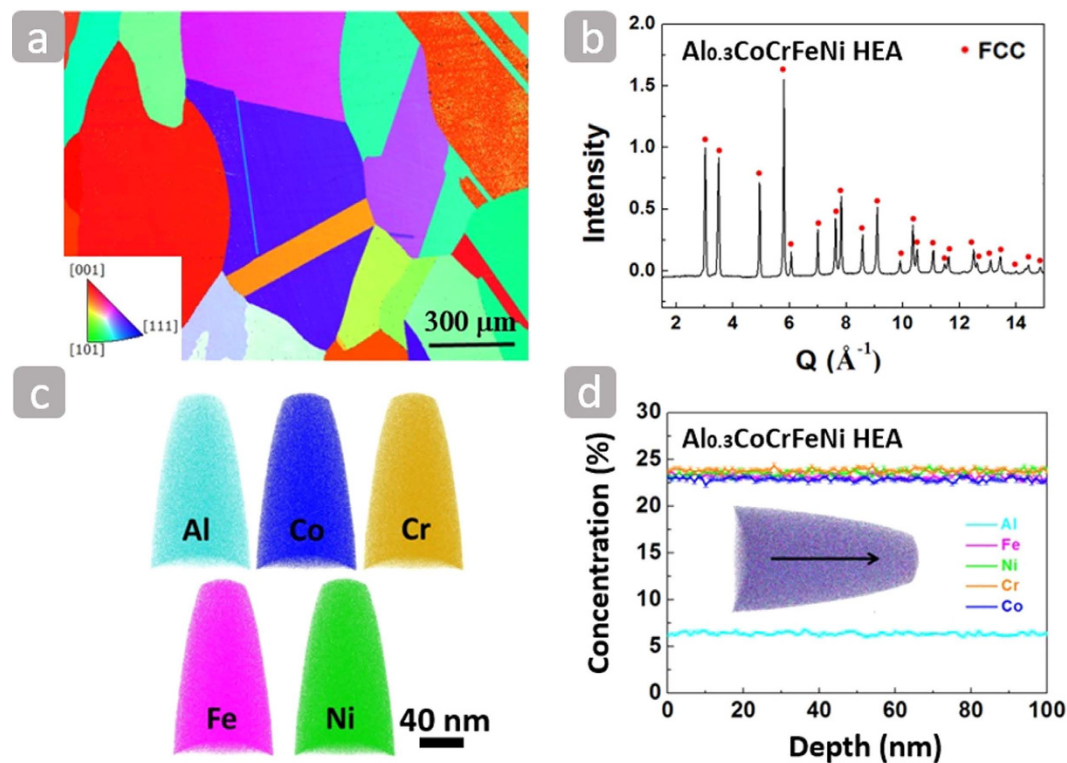 a
[001]
[111]
[101]
300 μm
b
Al0.3CoCrFeNi HEA
FCC
Intensity
2.0
1.5
1.0
0.5
0.0
2 4 6 8 10 12 14
Q (Å-1)
c
Al Co Cr
Fe Ni
40 nm
d
Al0.3CoCrFeNi HEA
Concentration (%)
30
25
20
15
10
5
0
Al
Fe
Ni
Cr
Co
0 20 40 60 80 100
Depth (nm)